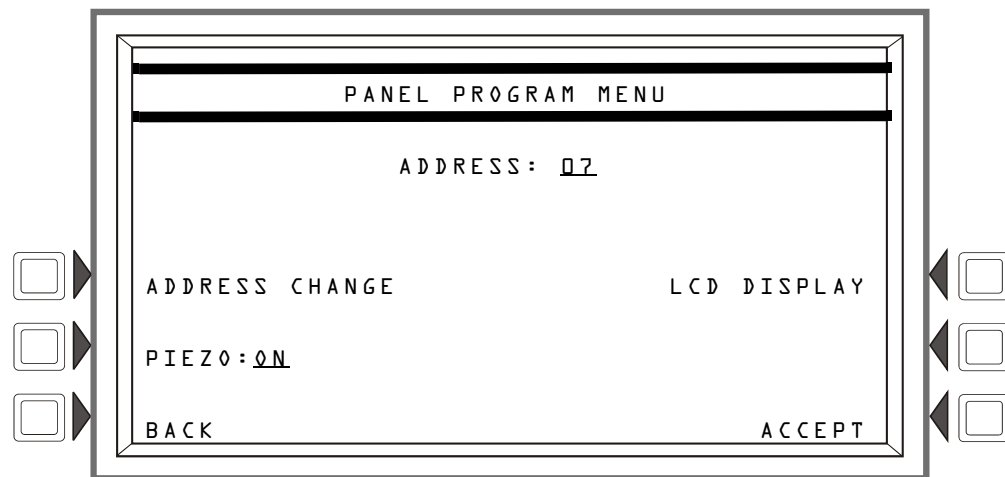 PANEL PROGRAM MENU
ADDRESS: 07
ADDRESS CHANGE LCD DISPLAY
PIEZO:ON
BACK ACCEPT